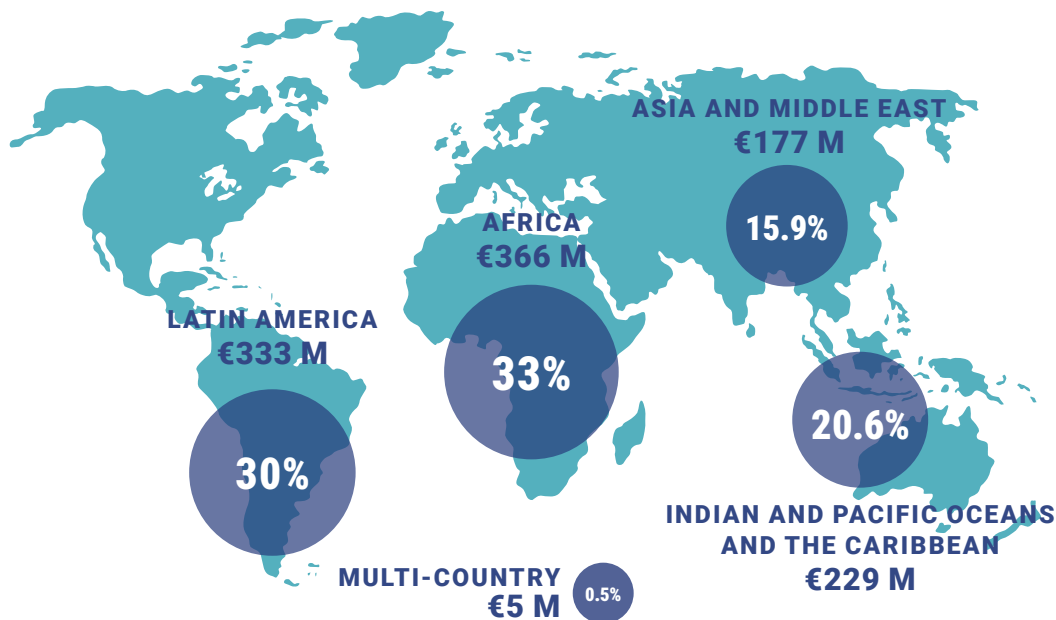 ASIA AND MIDDLE EAST
€177 M
15.9%
AFRICA
€366 M
33%
LATIN AMERICA
€333 M
30%
20.6%
INDIAN AND PACIFIC OCEANS
AND THE CARIBBEAN
€229 M
MULTI-COUNTRY
€5 M
0.5%